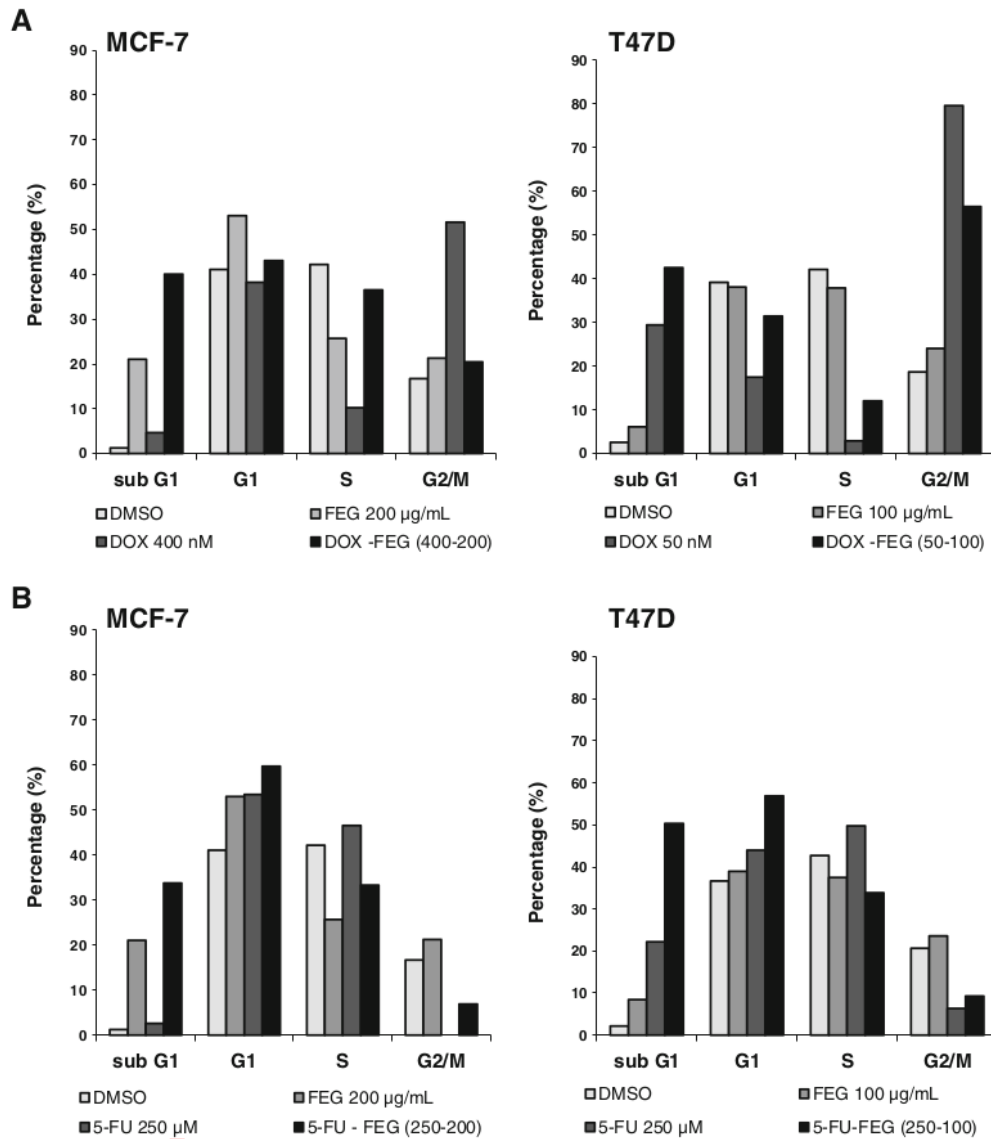 A
MCF-7
T47D
90
80
70
60
50
40
30
20
10
0
Percentage (%)
sub G1 G1 S G2/M
DMSO FEG 200 µg/mL
DOX 400 nM DOX -FEG (400-200)
90
80
70
60
50
40
30
20
10
0
Percentage (%)
sub G1 G1 S G2/M
DMSO FEG 100 µg/mL
DOX 50 nM DOX -FEG (50-100)
B
MCF-7
T47D
90
80
70
60
50
40
30
20
10
0
Percentage (%)
sub G1 G1 S G2/M
DMSO FEG 200 µg/mL
5-FU 250 µM 5-FU - FEG (250-200)
90
80
70
60
50
40
30
20
10
0
Percentage (%)
sub G1 G1 S G2/M
DMSO FEG 100 µg/mL
5-FU 250 µM 5-FU-FEG (250-100)